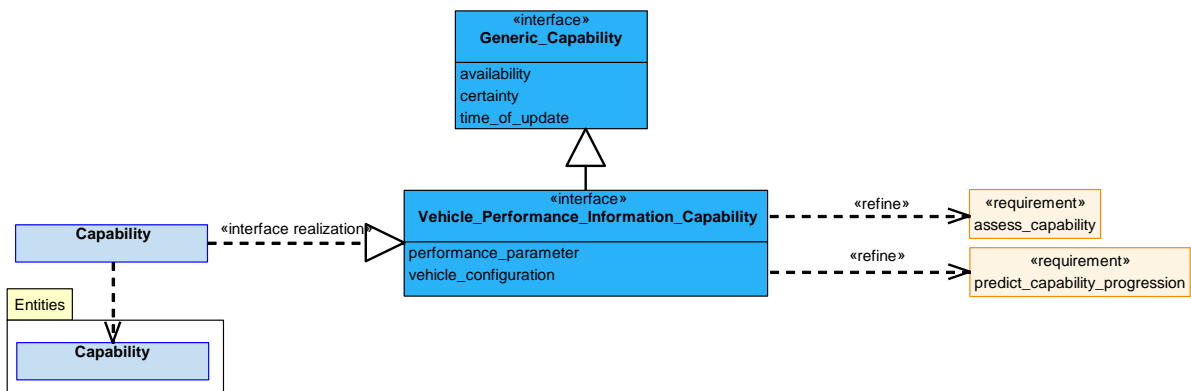 «interface»
Generic_Capability
availability
certainty
time_of_update
«interface»
Vehicle_Performance_Information_Capability
performance_parameter
vehicle_configuration
«refine»
«requirement»
assess_capability
«refine»
«requirement»
predict_capability_progression
Capability
«interface realization»
Entities
Capability